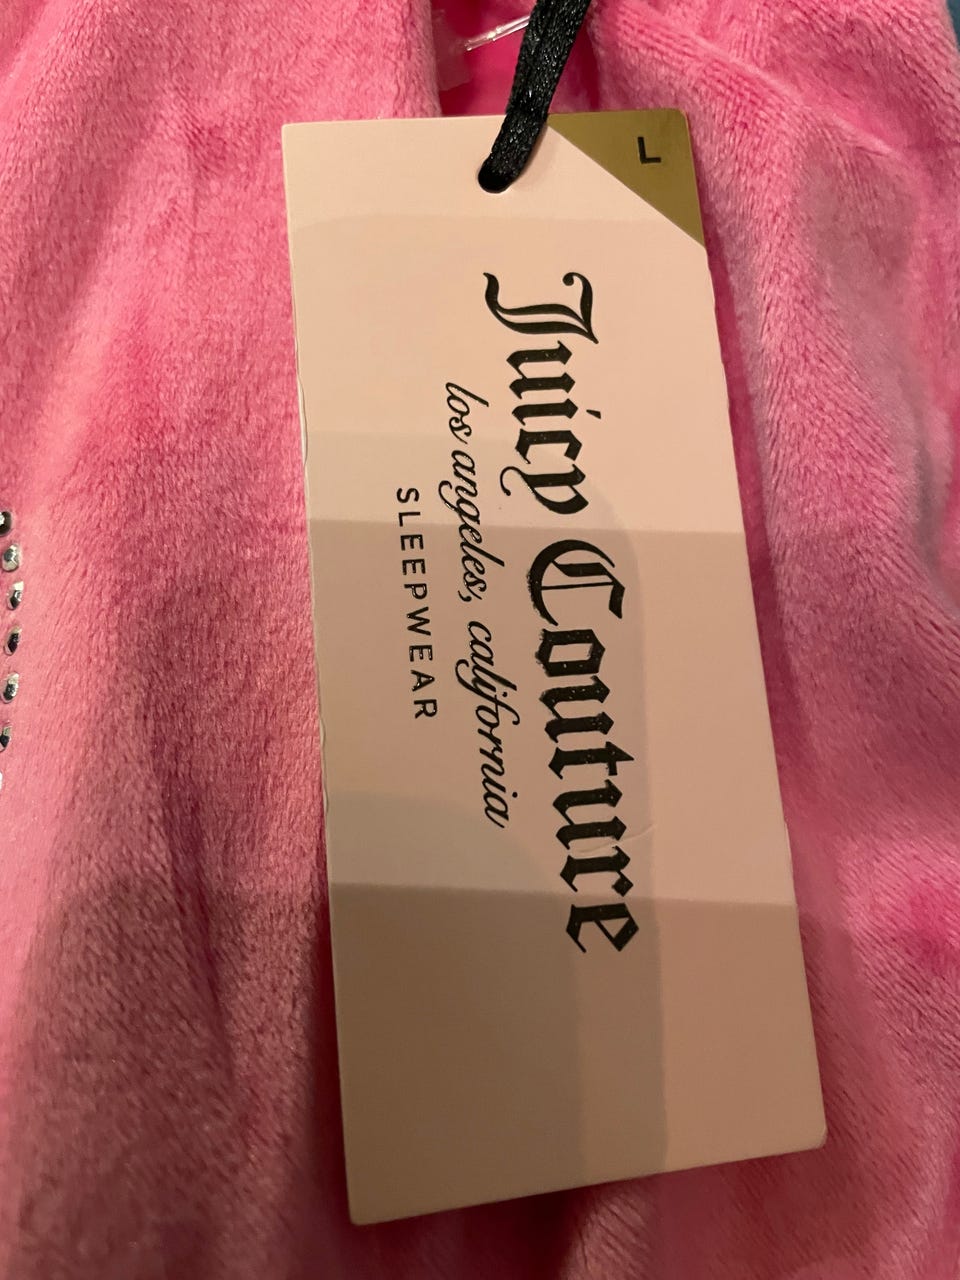 L
Juicy Couture
los angeles, california
SLEEPWEAR